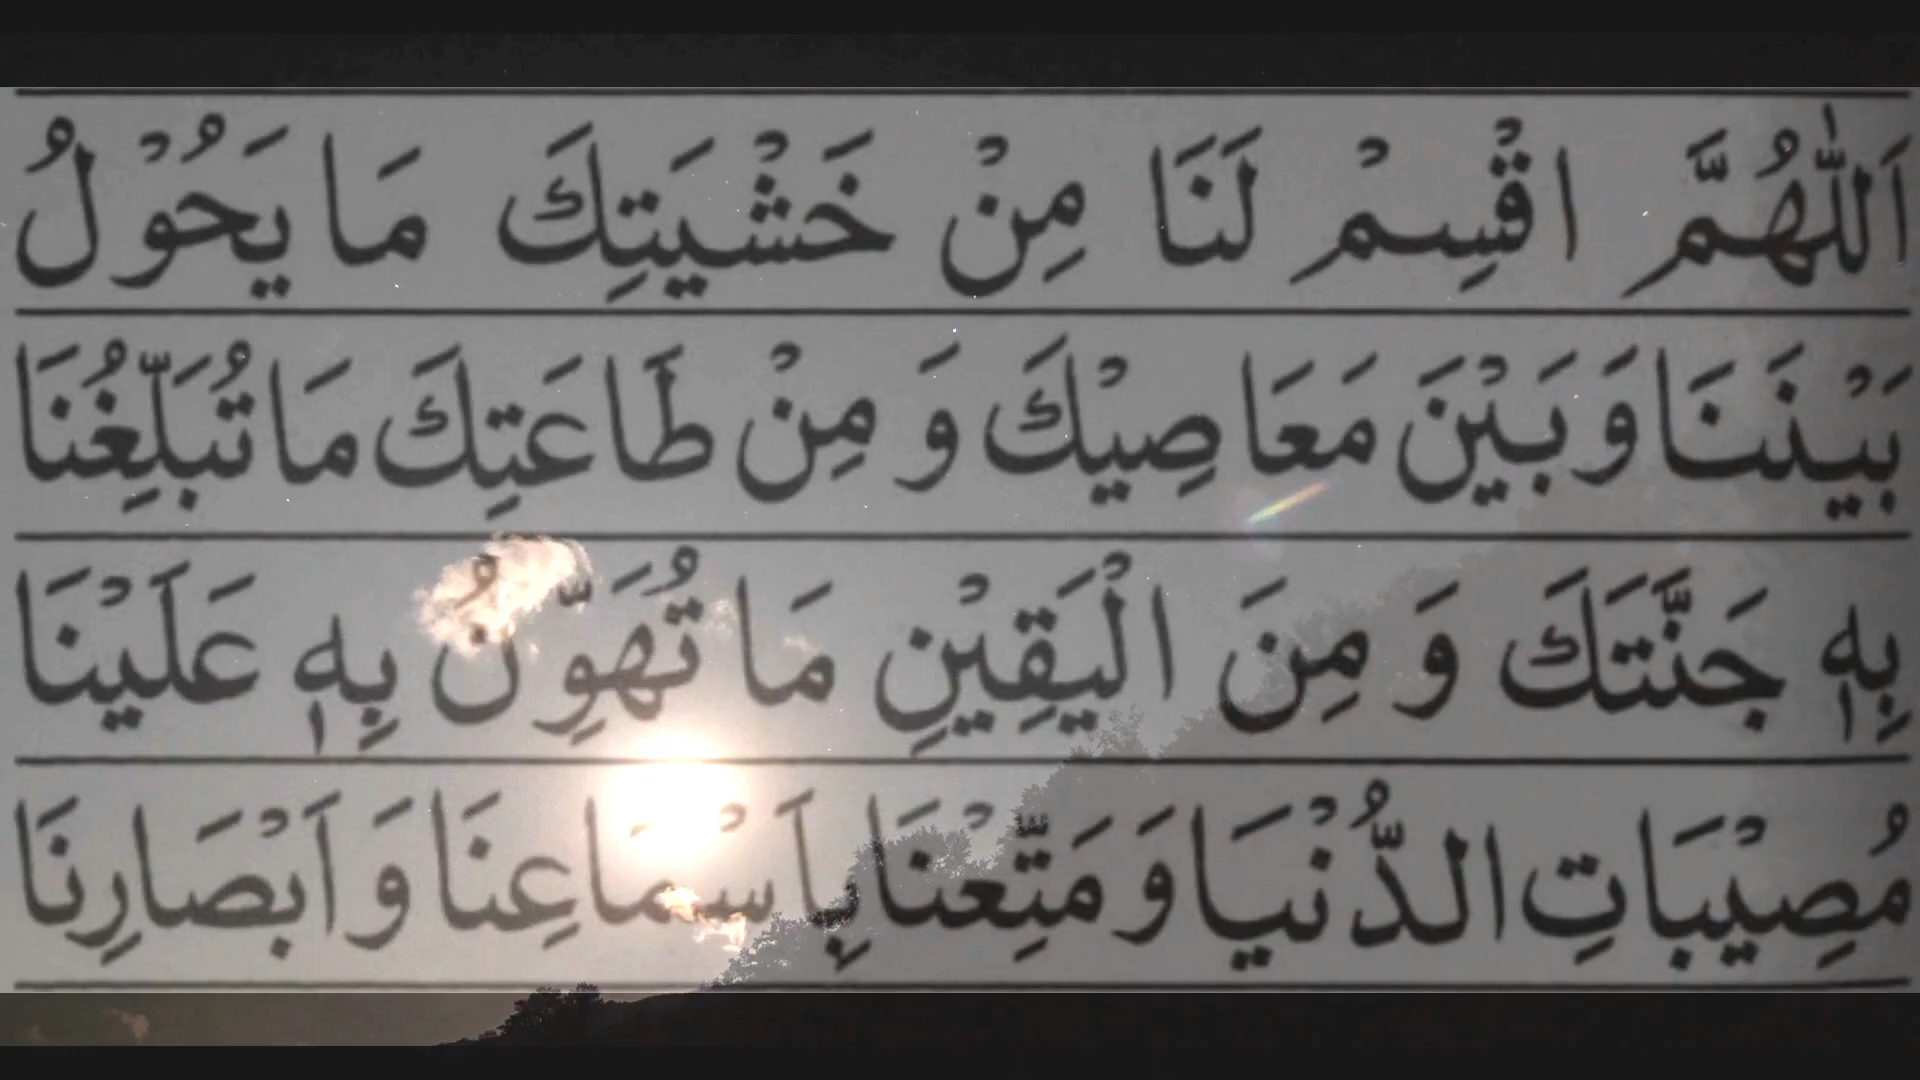 اَللّٰهُمَّ اقْسِمْ لَنَا مِنْ خَشْيَتِكَ مَا يَحُوْلُ
بَيْنَنَا وَ بَيْنَ مَعَاصِيْكَ وَ مِنْ طَاعَتِكَ مَا تُبَلِّغُنَا
بِهٖ جَنَّتَكَ وَ مِنَ الْيَقِيْنِ مَا تُهَوِّنُ بِهٖ عَلَيْنَا
مُصِيْبَاتِ الدُّنْيَا وَ مَتِّعْنَا بِاَسْمَاعِنَا وَ اَبْصَارِنَا